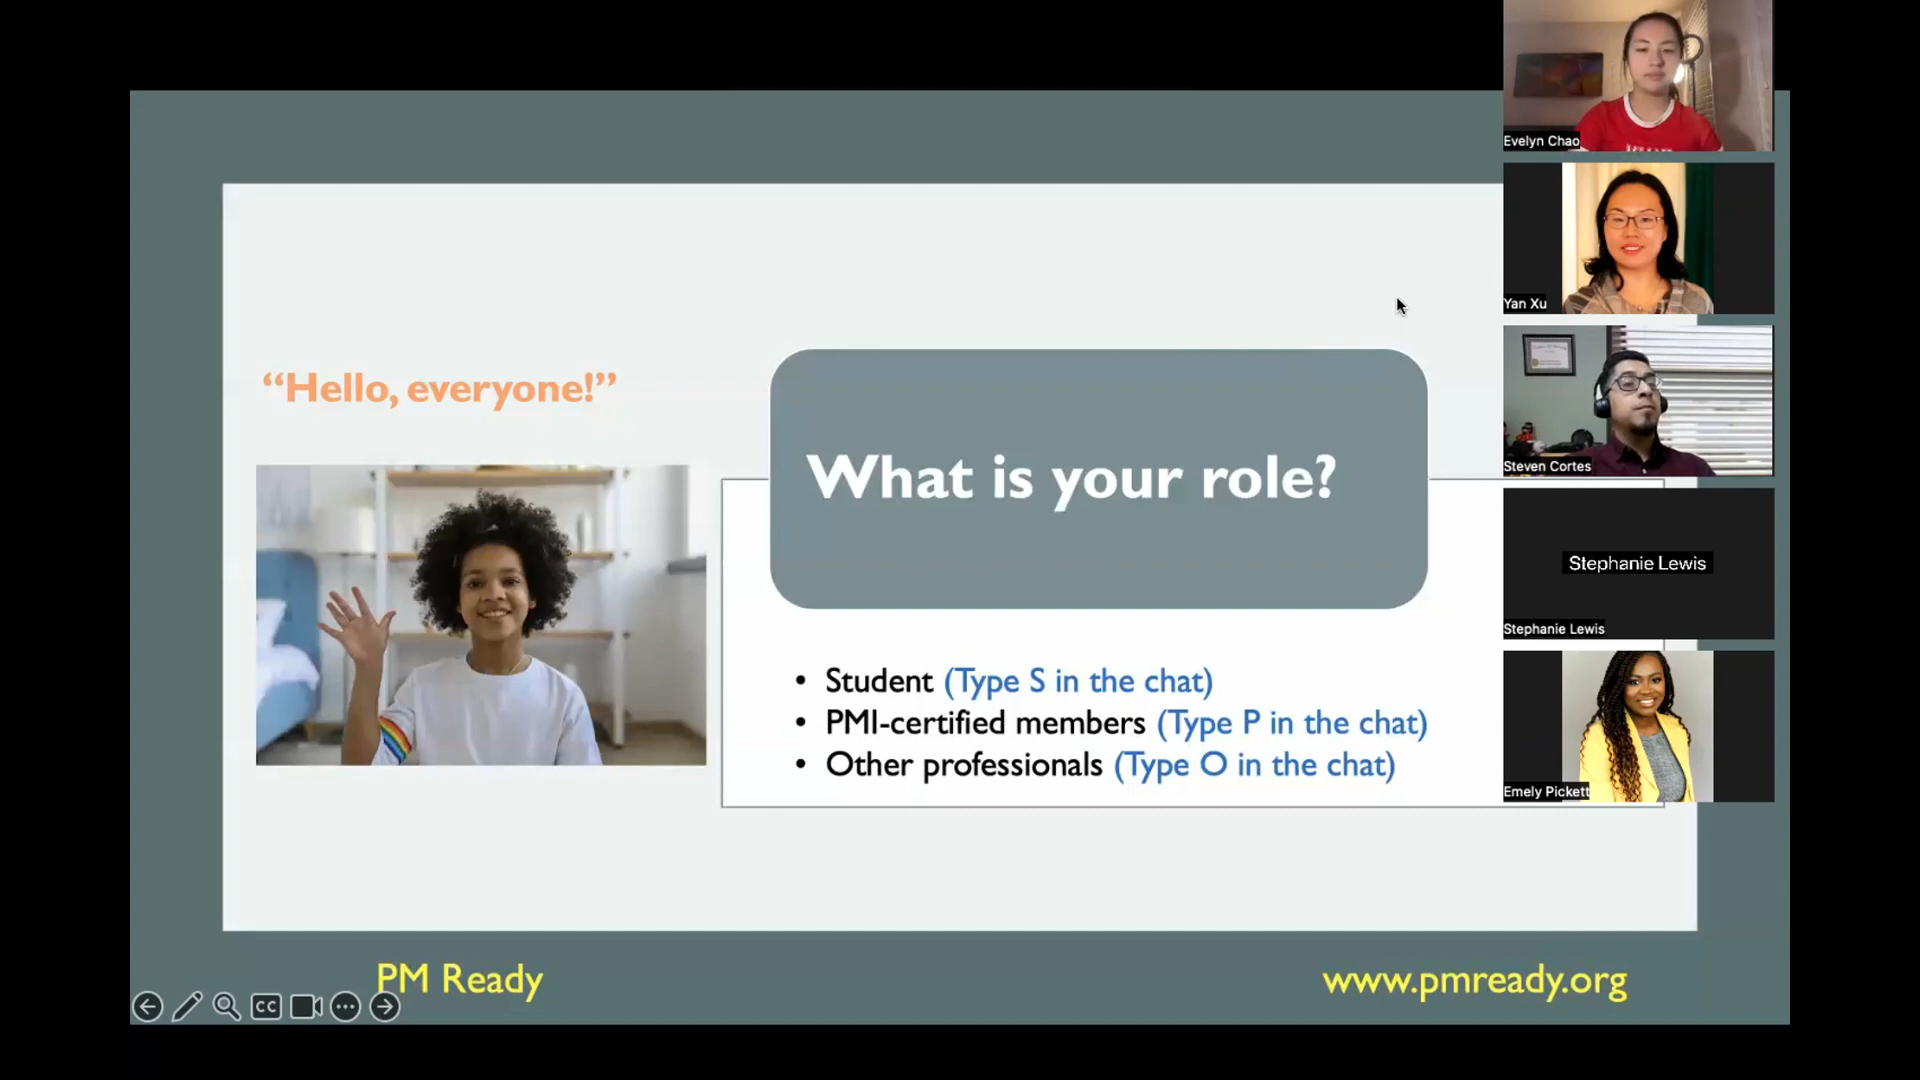 Evelyn Chao
Yan Xu
Steven Cortes
Stephanie Lewis
Stephanie Lewis
Emely Pickett
“Hello, everyone!”
What is your role?
• Student (Type S in the chat)
• PMI-certified members (Type P in the chat)
• Other professionals (Type O in the chat)
PM Ready
www.pmready.org
CC